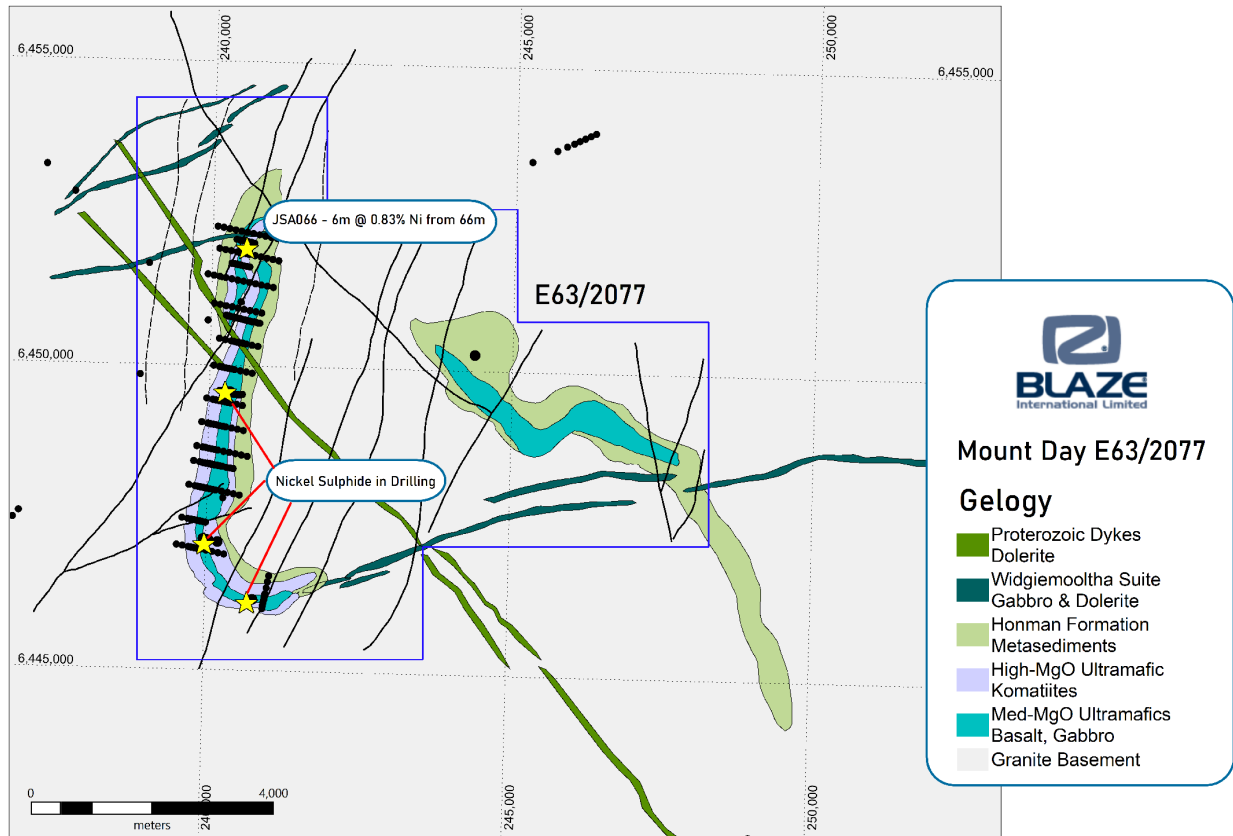 240,000
245,000
250,000
6,455,000
6,455,000
JSA066 - 6m @ 0.83% Ni from 66m
E63/2077
6,450,000
Nickel Sulphide in Drilling
6,445,000
0
4,000
meters
240,000
245,000
250,000
BLAZE
International Limited
Mount Day E63/2077
Gelogy
Proterozoic Dykes
Dolerite
Widgiemooltha Suite
Gabbro & Dolerite
Honman Formation
Metasediments
High-MgO Ultramafic
Komatiites
Med-MgO Ultramafics
Basalt, Gabbro
Granite Basement